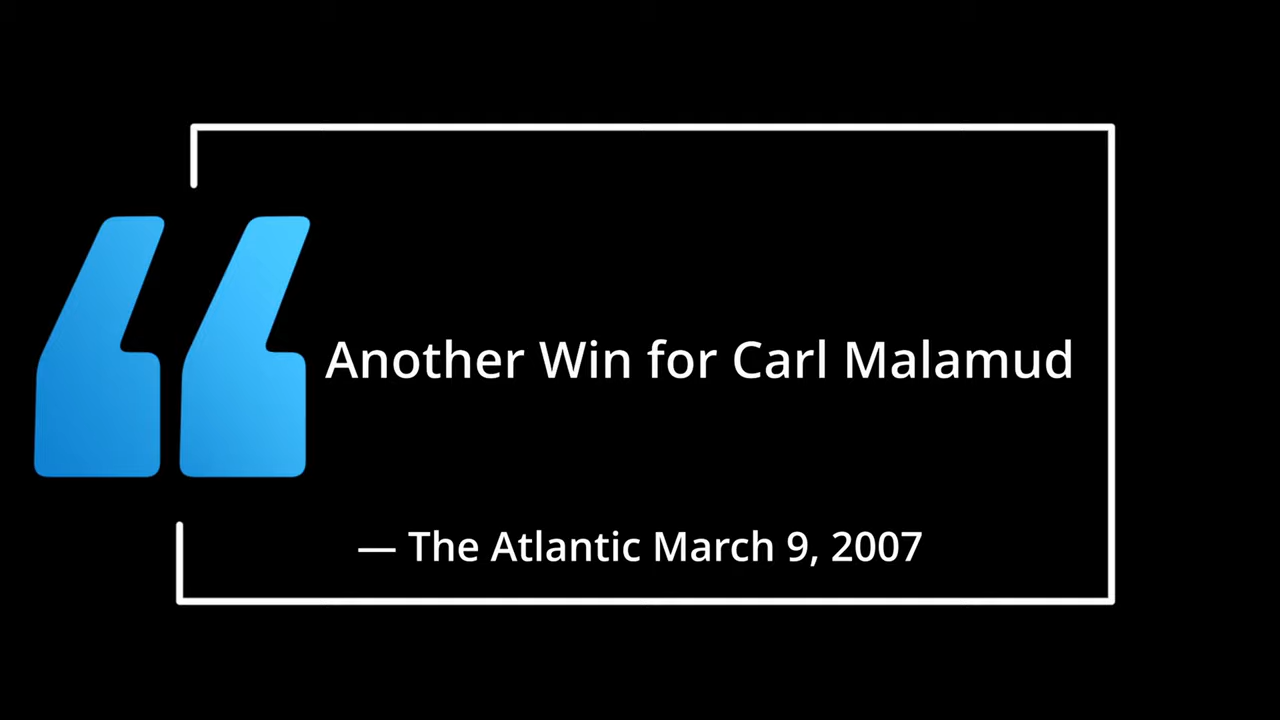 Another Win for Carl Malamud
— The Atlantic March 9, 2007